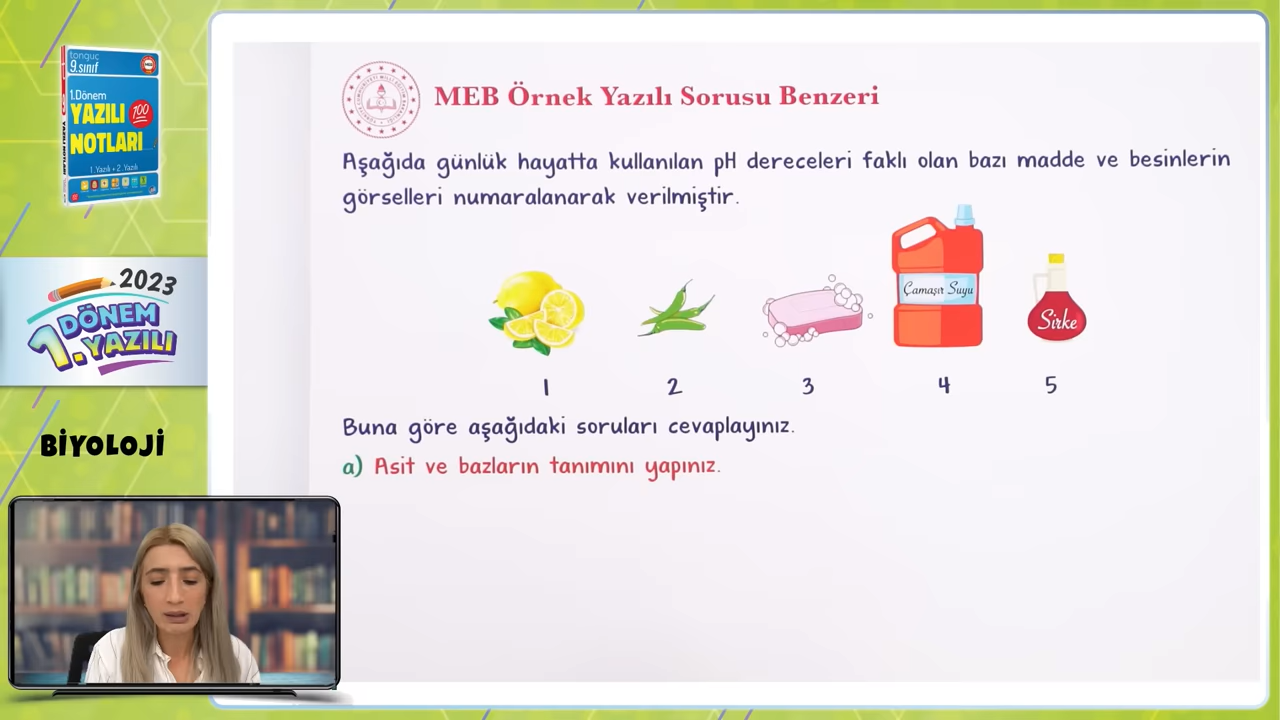 tonguç
9.sınıf
1.Dönem
YAZILI
100
NOTLARI
1.Yazılı • 2.Yazılı
YAZILI NOTLARI
2023
1. DÖNEM
YAZILI
BİYOLOJİ
MEB Örnek Yazılı Sorusu Benzeri
Aşağıda günlük hayatta kullanılan pH dereceleri faklı olan bazı madde ve besinlerin
görselleri numaralanarak verilmiştir.
Çamaşır Suyu
Sirke
1 2 3 4 5
Buna göre aşağıdaki soruları cevaplayınız.
a) Asit ve bazların tanımını yapınız.